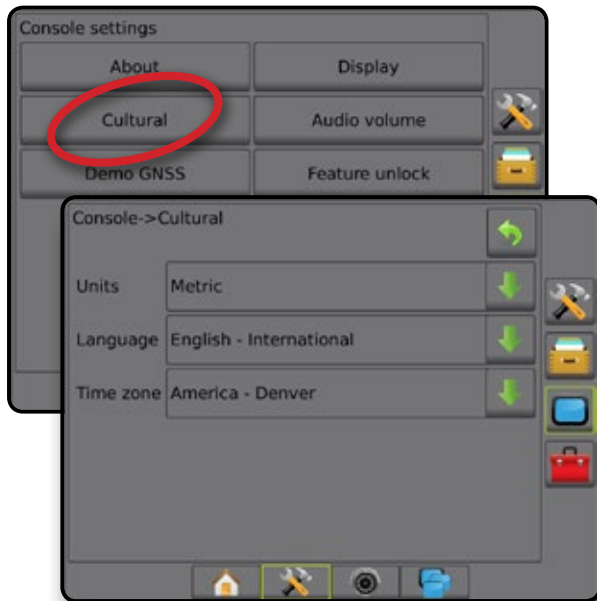 Console settings
About
Display
Cultural
Audio volume
Demo GNSS
Feature unlock
Console->Cultural
Units
Metric
Language
English - International
Time zone
America - Denver